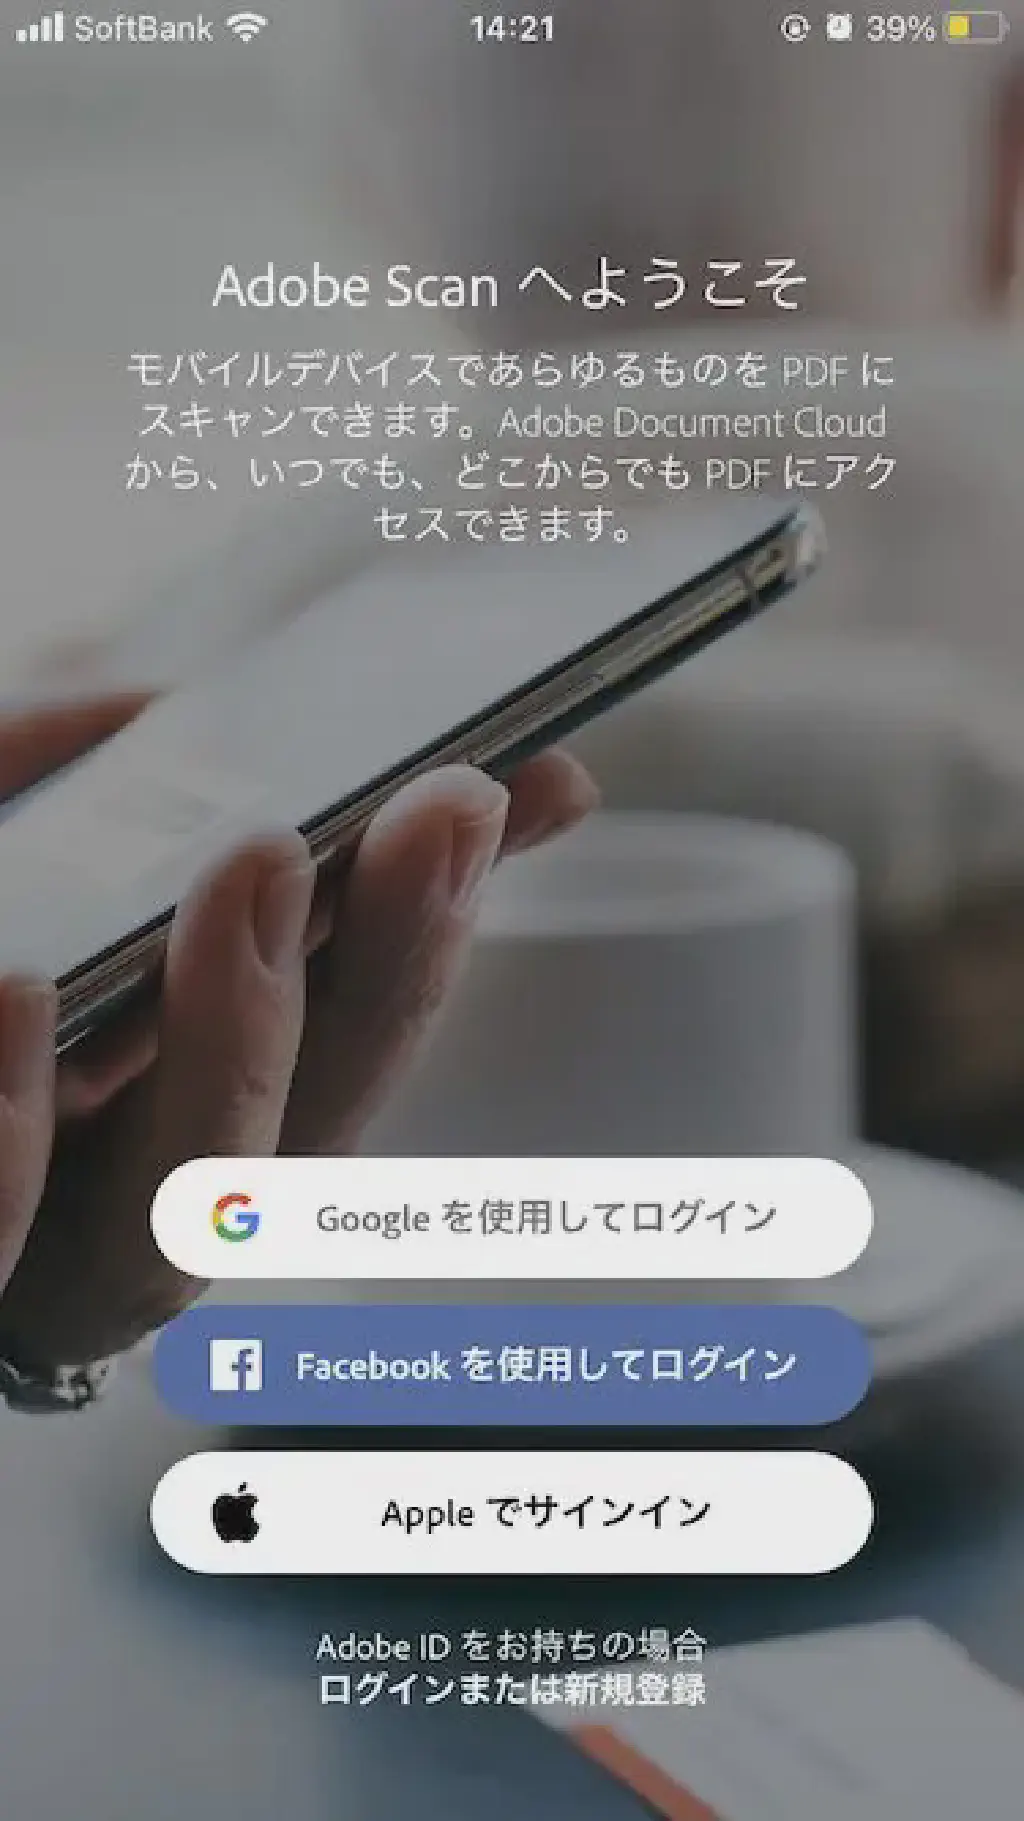 SoftBank 14:21 39%
Adobe Scan へようこそ
モバイルデバイスであらゆるものを PDF に
スキャンできます。Adobe Document Cloud
から、いつでも、どこからでも PDF にアク
セスできます。
Google を使用してログイン
Facebook を使用してログイン
Apple でサインイン
Adobe ID をお持ちの場合
ログインまたは新規登録